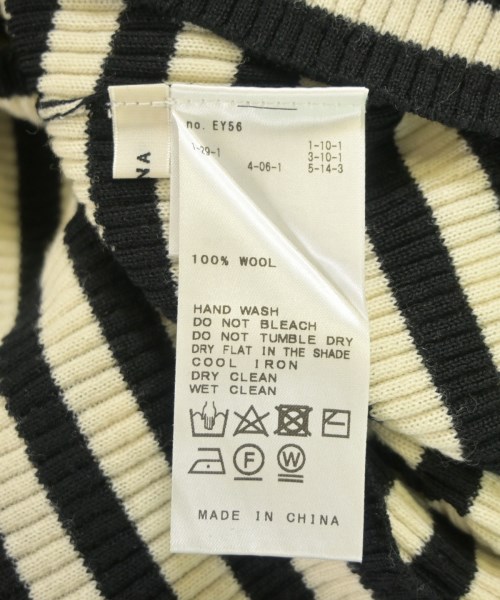 no. EY56
1-10-1
3-10-1
4-06-1
5-14-3
100% WOOL
HAND WASH
DO NOT BLEACH
DO NOT TUMBLE DRY
DRY FLAT IN THE SHADE
COOL IRON
DRY CLEAN
WET CLEAN
F W
MADE IN CHINA